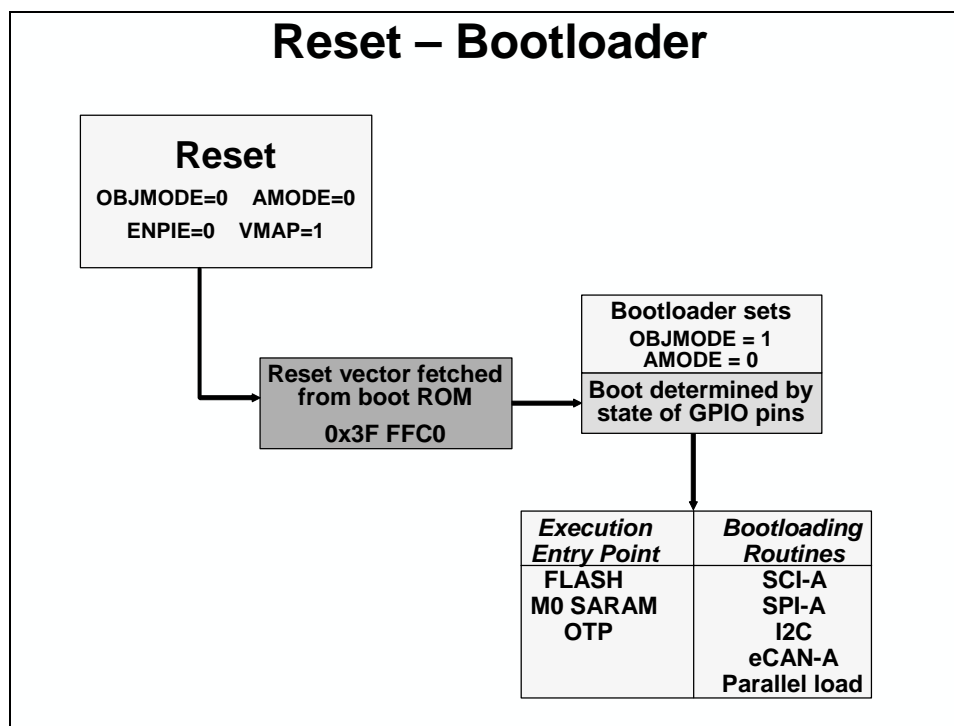 Reset – Bootloader
Reset
OBJMODE=0 AMODE=0
ENPIE=0 VMAP=1
Reset vector fetched
from boot ROM
0x3F FFC0
Bootloader sets
OBJMODE = 1
AMODE = 0
Boot determined by
state of GPIO pins
Execution
Entry Point
FLASH
M0 SARAM
OTP
Bootloading
Routines
SCI-A
SPI-A
I2C
eCAN-A
Parallel load